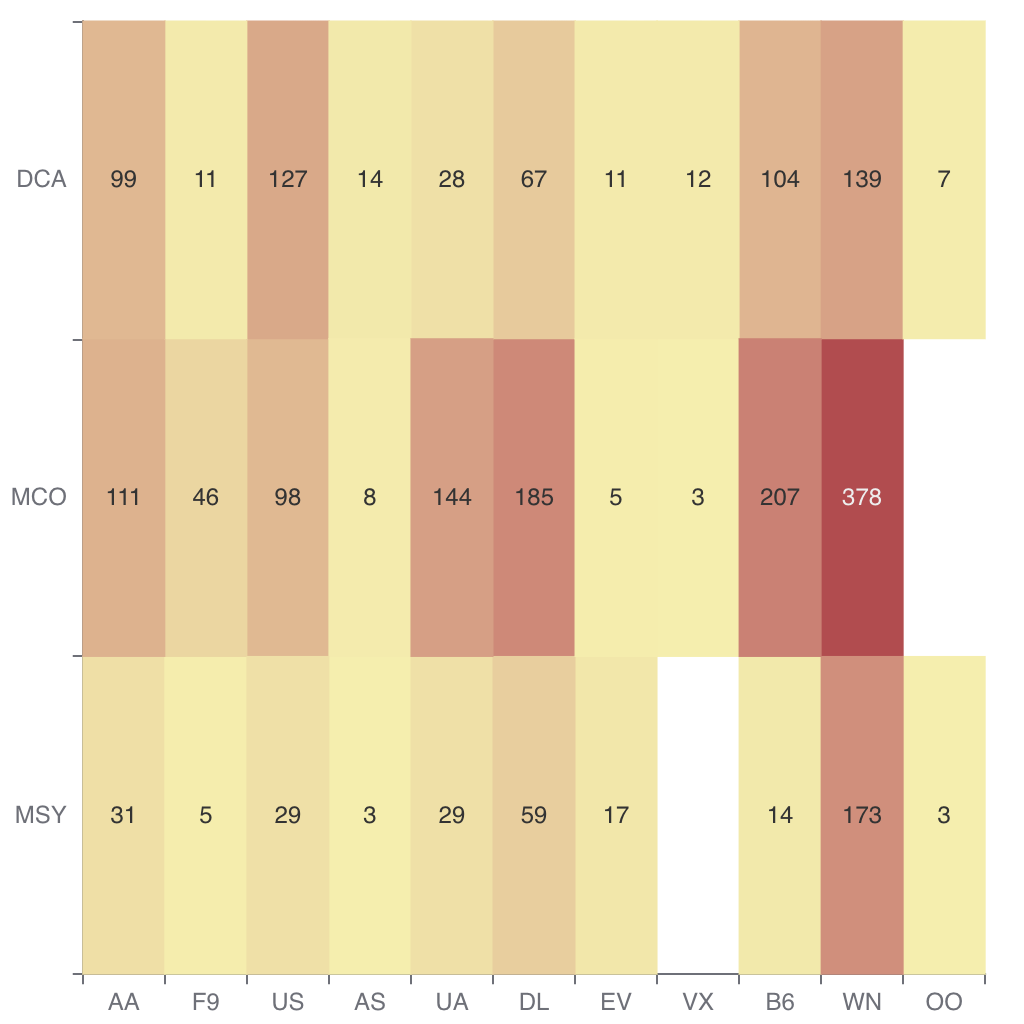 DCA 99 11 127 14 28 67 11 12 104 139 7
MCO 111 46 98 8 144 185 5 3 207 378
MSY 31 5 29 3 29 59 17 14 173 3
AA F9 US AS UA DL EV VX B6 WN OO